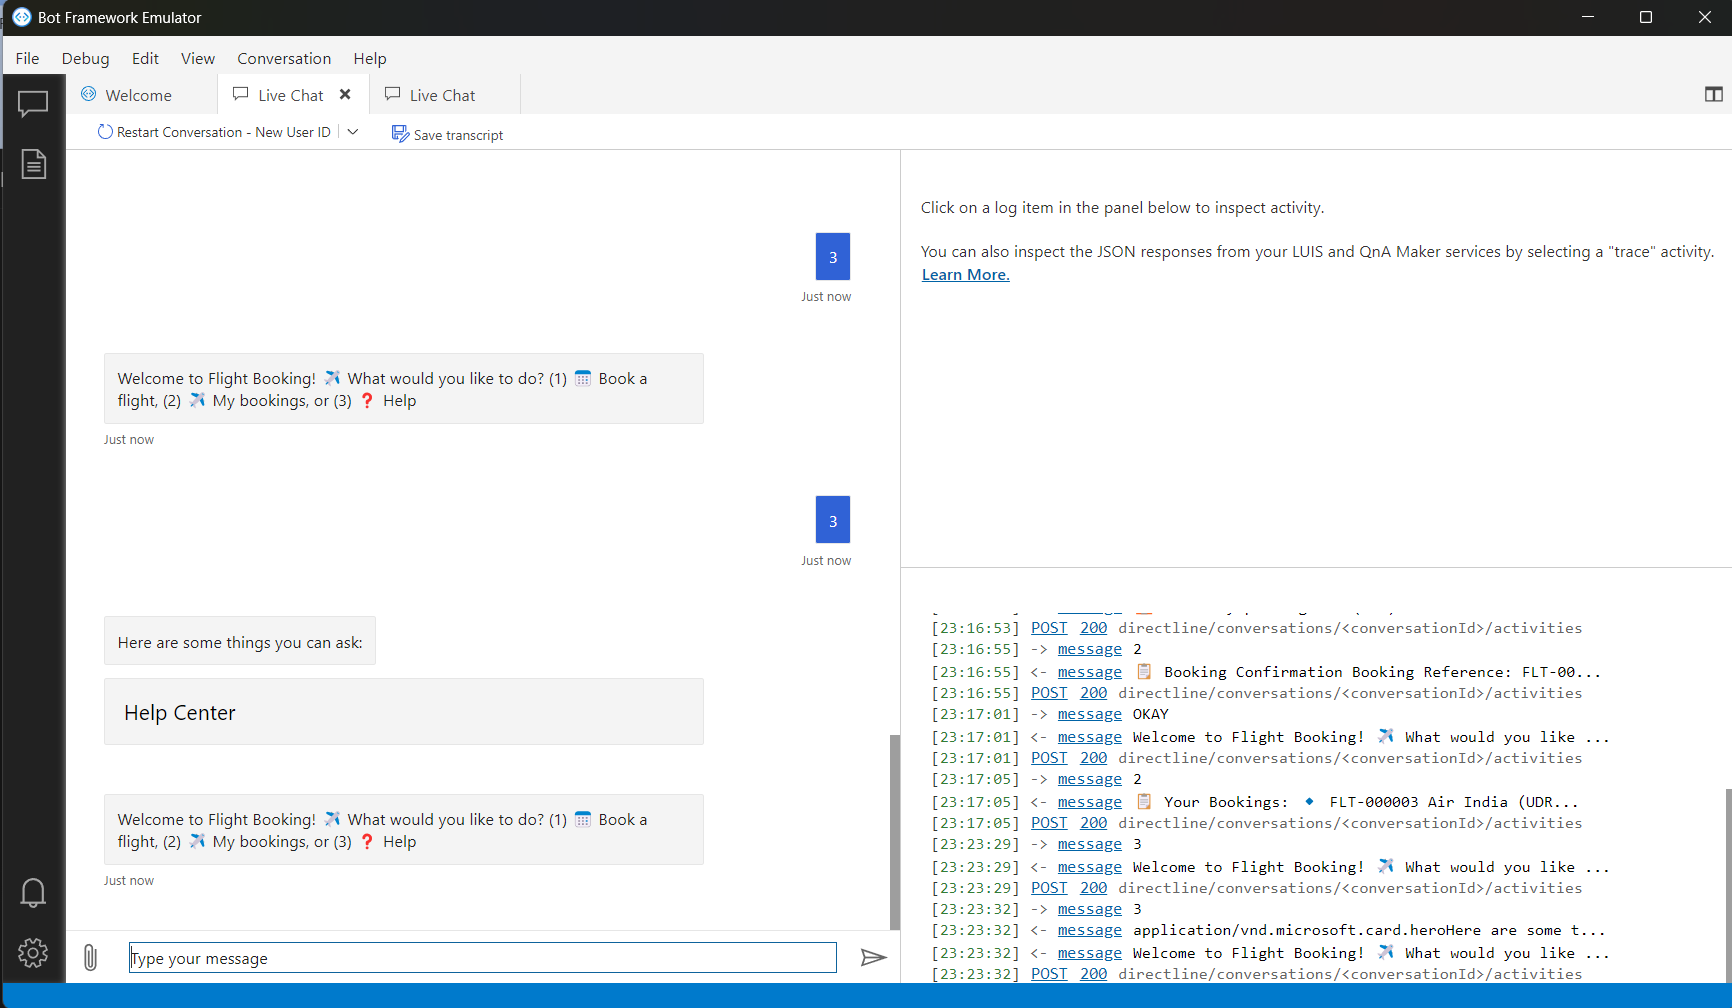 Bot Framework Emulator
File Debug Edit View Conversation Help
Welcome Live Chat Live Chat
Restart Conversation - New User ID Save transcript
3
Just now
Welcome to Flight Booking! ✈️ What would you like to do? (1) 🗓️ Book a
flight, (2) ✈️ My bookings, or (3) ❓ Help
Just now
3
Just now
Here are some things you can ask:
Help Center
Welcome to Flight Booking! ✈️ What would you like to do? (1) 🗓️ Book a
flight, (2) ✈️ My bookings, or (3) ❓ Help
Just now
Type your message
Click on a log item in the panel below to inspect activity.
You can also inspect the JSON responses from your LUIS and QnA Maker services by selecting a "trace" activity.
Learn More.
[23:16:53] POST 200 directline/conversations/<conversationId>/activities
[23:16:55] -> message 2
[23:16:55] <- message 📋 Booking Confirmation Booking Reference: FLT-00...
[23:16:55] POST 200 directline/conversations/<conversationId>/activities
[23:17:01] -> message OKAY
[23:17:01] <- message Welcome to Flight Booking! ✈️ What would you like ...
[23:17:01] POST 200 directline/conversations/<conversationId>/activities
[23:17:05] -> message 2
[23:17:05] <- message 📋 Your Bookings: 🔹 FLT-000003 Air India (UDR...
[23:17:05] POST 200 directline/conversations/<conversationId>/activities
[23:23:29] -> message 3
[23:23:29] <- message Welcome to Flight Booking! ✈️ What would you like ...
[23:23:29] POST 200 directline/conversations/<conversationId>/activities
[23:23:32] -> message 3
[23:23:32] <- message application/vnd.microsoft.card.heroHere are some t...
[23:23:32] <- message Welcome to Flight Booking! ✈️ What would you like ...
[23:23:32] POST 200 directline/conversations/<conversationId>/activities